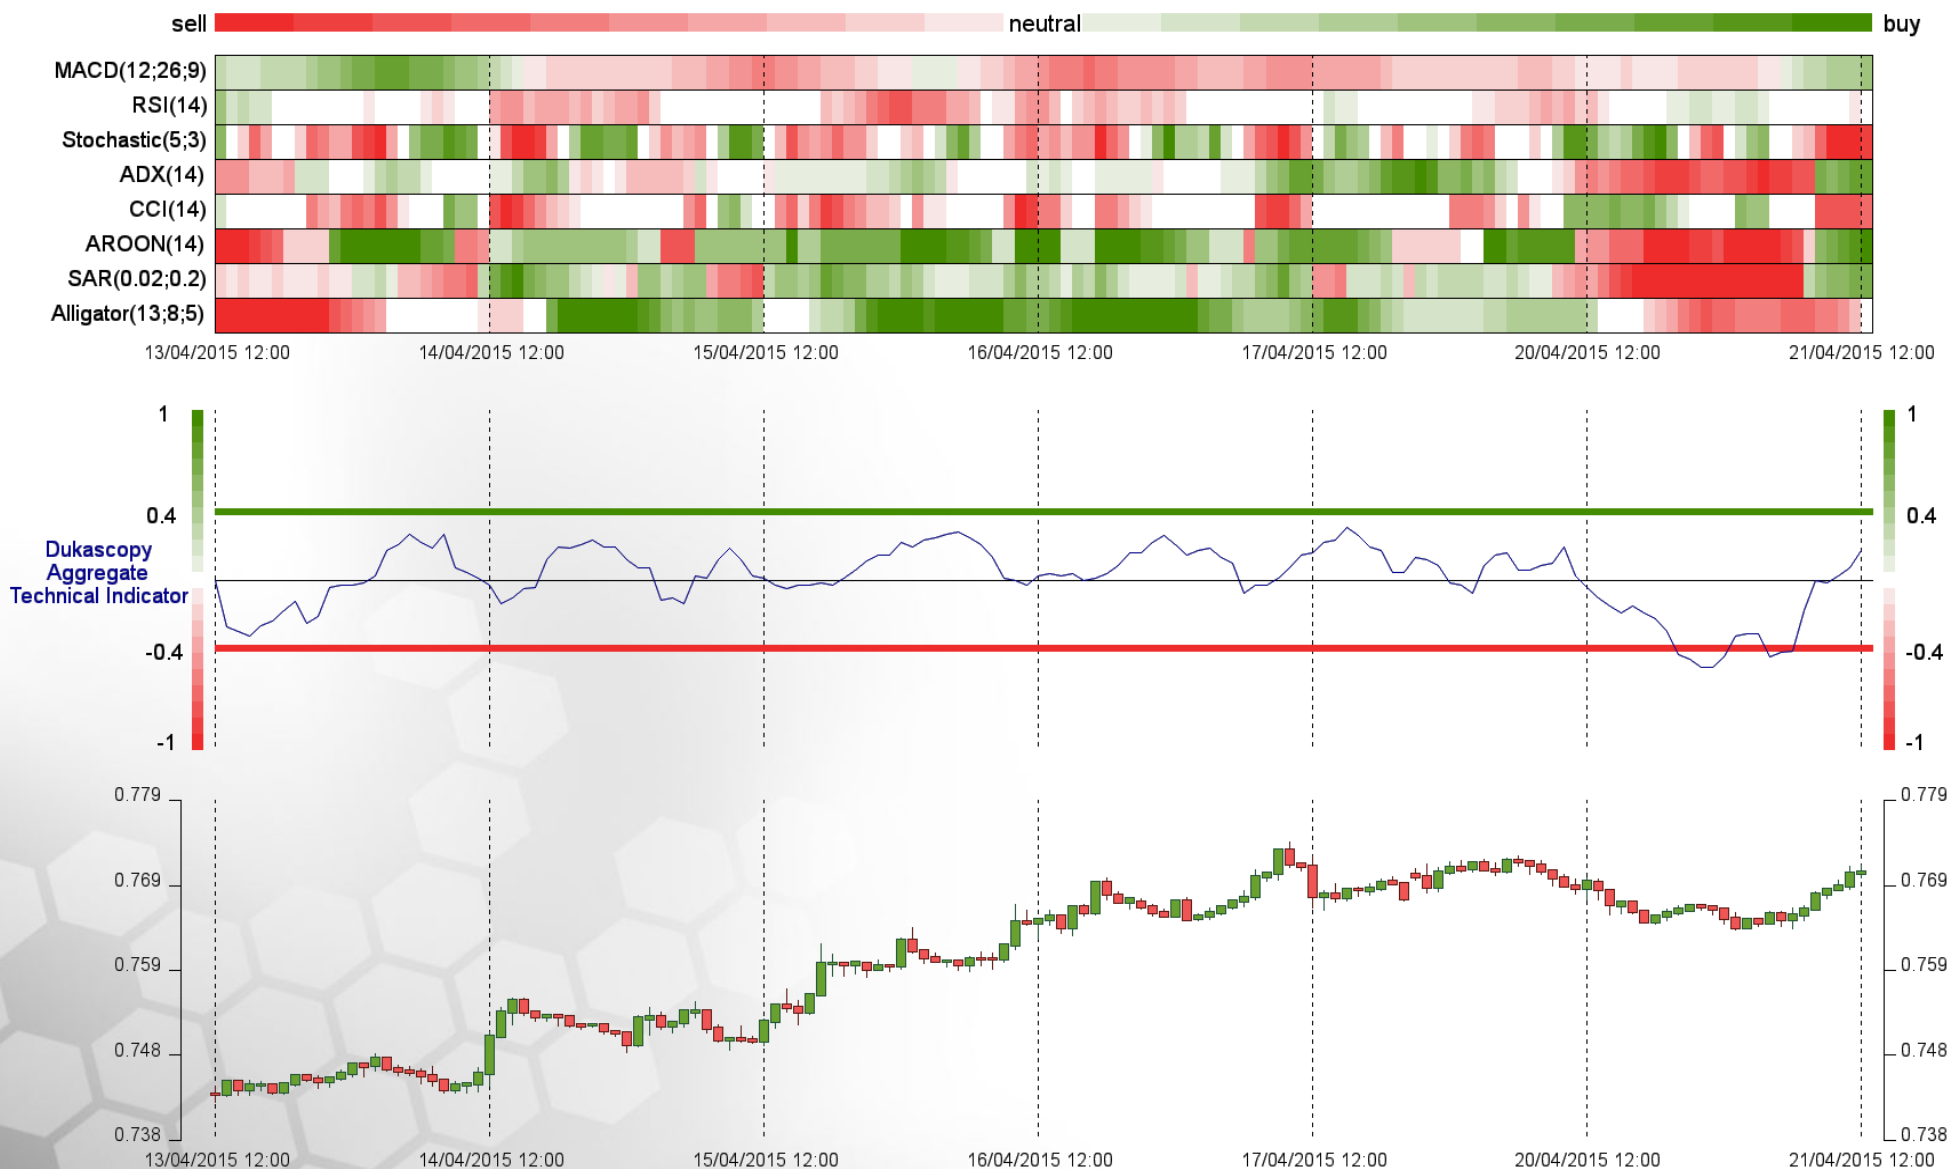 sell neutral buy
MACD(12;26;9)
RSI(14)
Stochastic(5;3)
ADX(14)
CCI(14)
AROON(14)
SAR(0.02;0.2)
Alligator(13;8;5)
13/04/2015 12:00 14/04/2015 12:00 15/04/2015 12:00 16/04/2015 12:00 17/04/2015 12:00 20/04/2015 12:00 21/04/2015 12:00
1 1
0.4 0.4
Dukascopy
Aggregate
Technical Indicator
-0.4 -0.4
-1 -1
0.779 0.779
0.769 0.769
0.759 0.759
0.748 0.748
0.738 0.738
13/04/2015 12:00 14/04/2015 12:00 15/04/2015 12:00 16/04/2015 12:00 17/04/2015 12:00 20/04/2015 12:00 21/04/2015 12:00